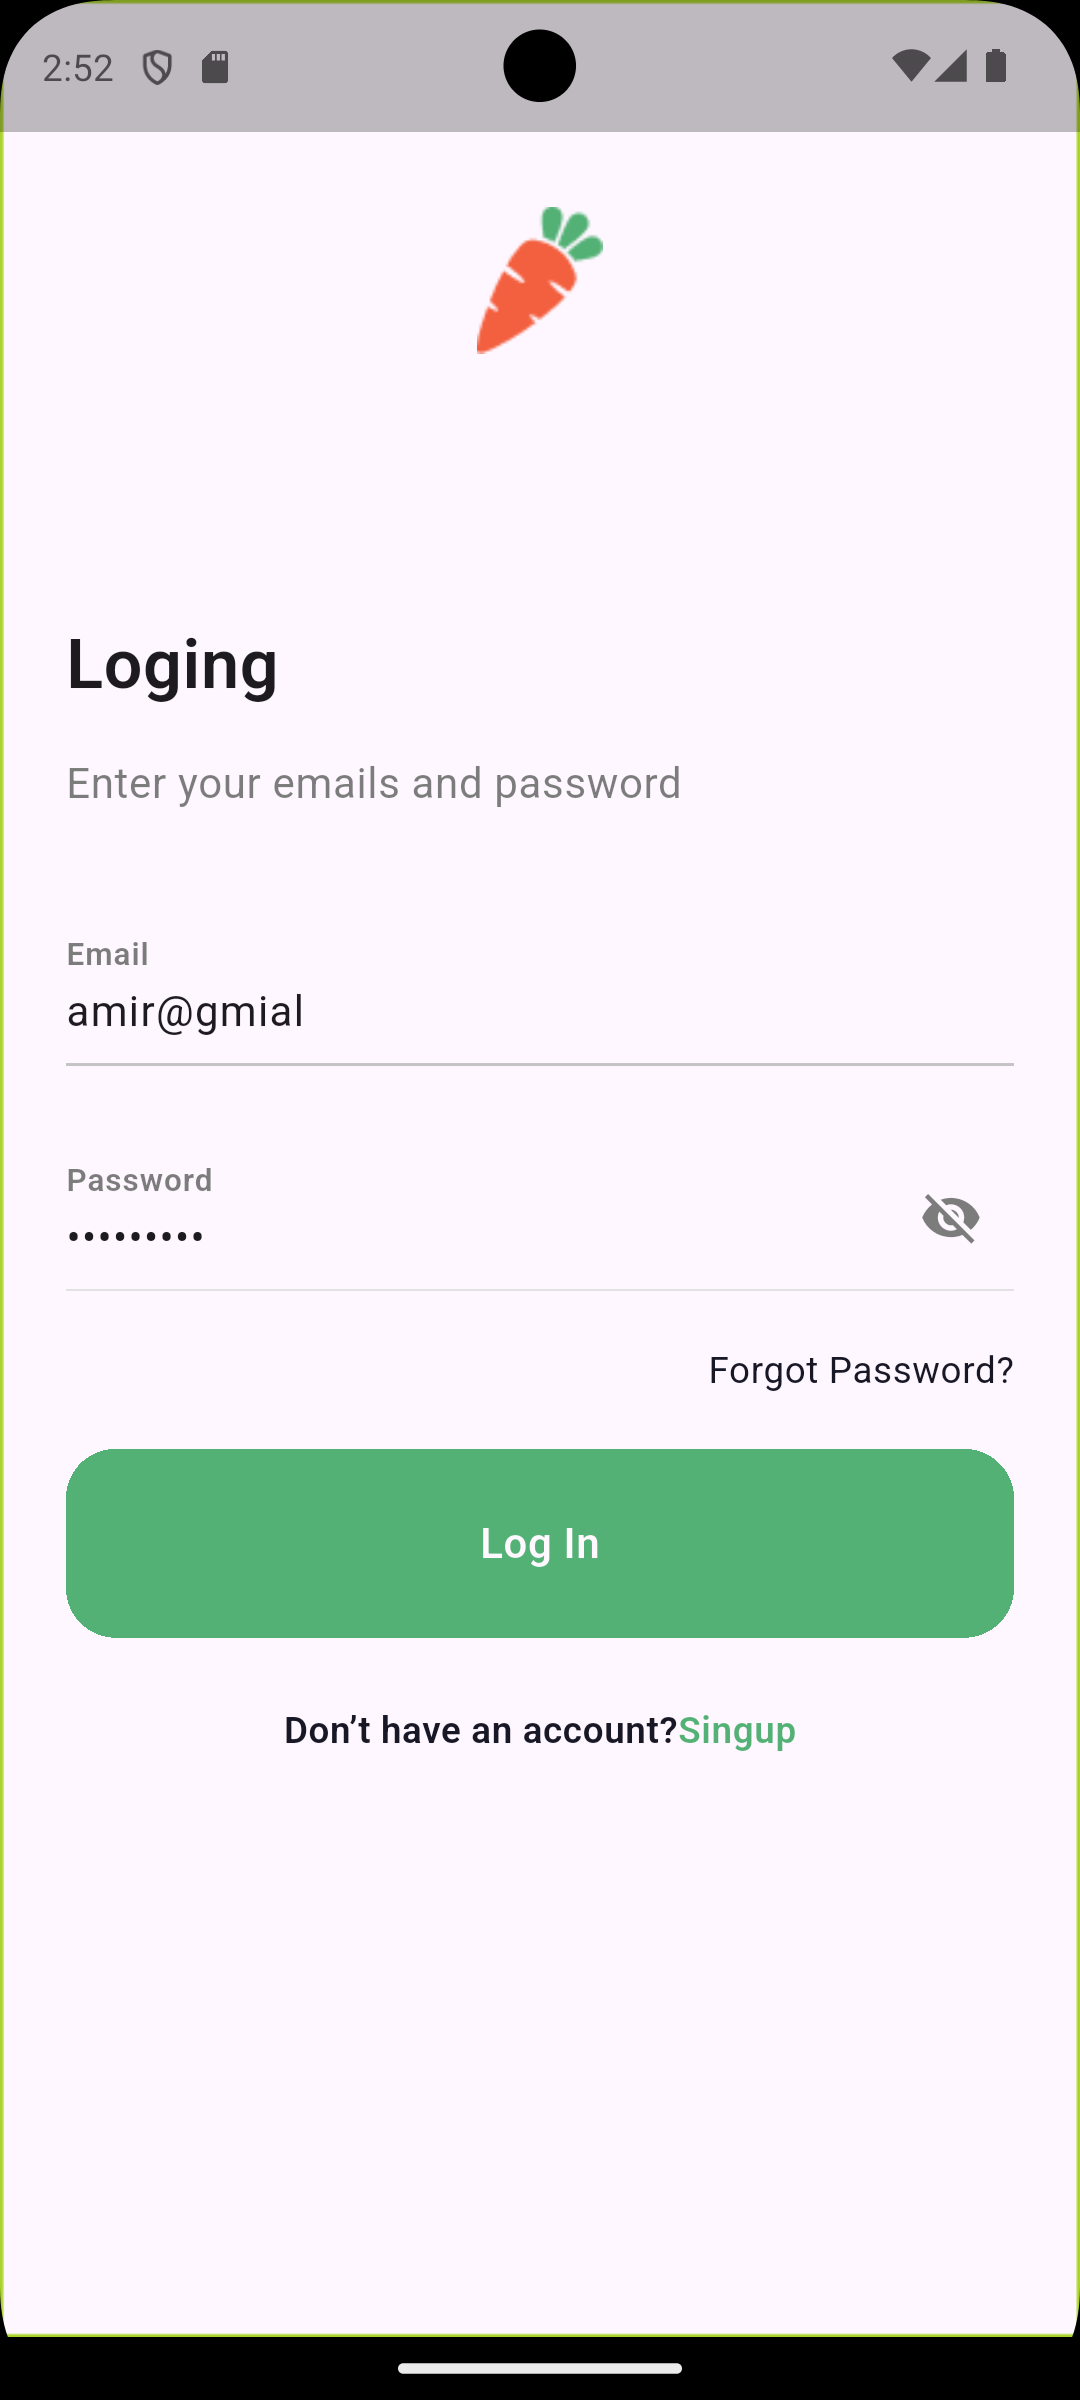 2:52
Loging
Enter your emails and password
Email
amir@gmial
Password
•••••••••
Forgot Password?
Log In
Don’t have an account?Singup